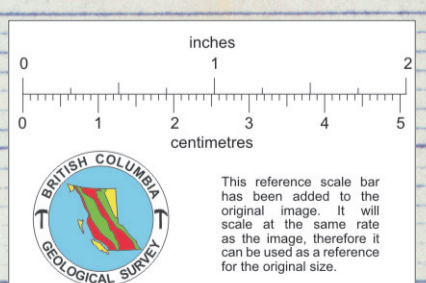 inches
0 1 2
0 1 2 3 4 5
centimetres
BRITISH COLUMBIA
GEOLOGICAL SURVEY
This reference scale bar
has been added to the
original image. It will
scale at the same rate
as the image, therefore it
can be used as a reference
for the original size.